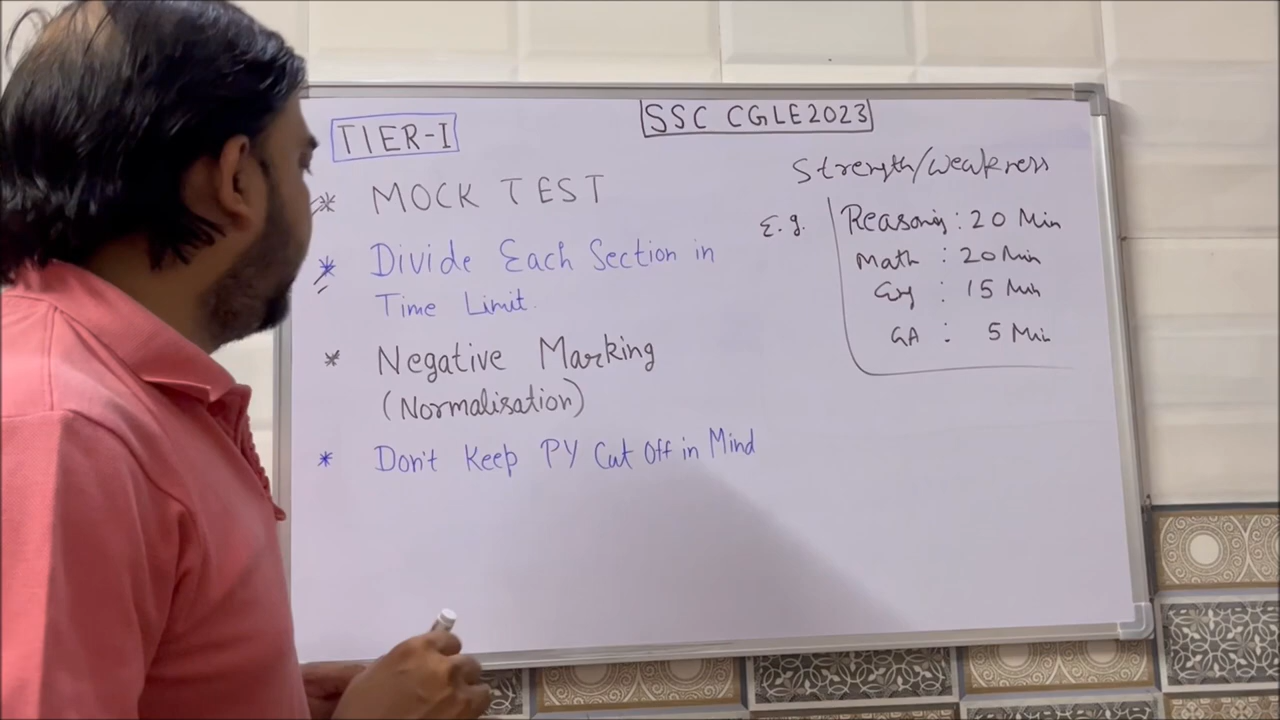 SSC CGLE2023
TIER-I
* MOCK TEST
* Divide Each Section in
Time Limit.
* Negative Marking
(Normalisation)
* Don't Keep PY Cut Off in Mind
Strength/Weakness
E.g. Reasoning : 20 Min
Math : 20 Min
: 15 Min
GA : 5 Min